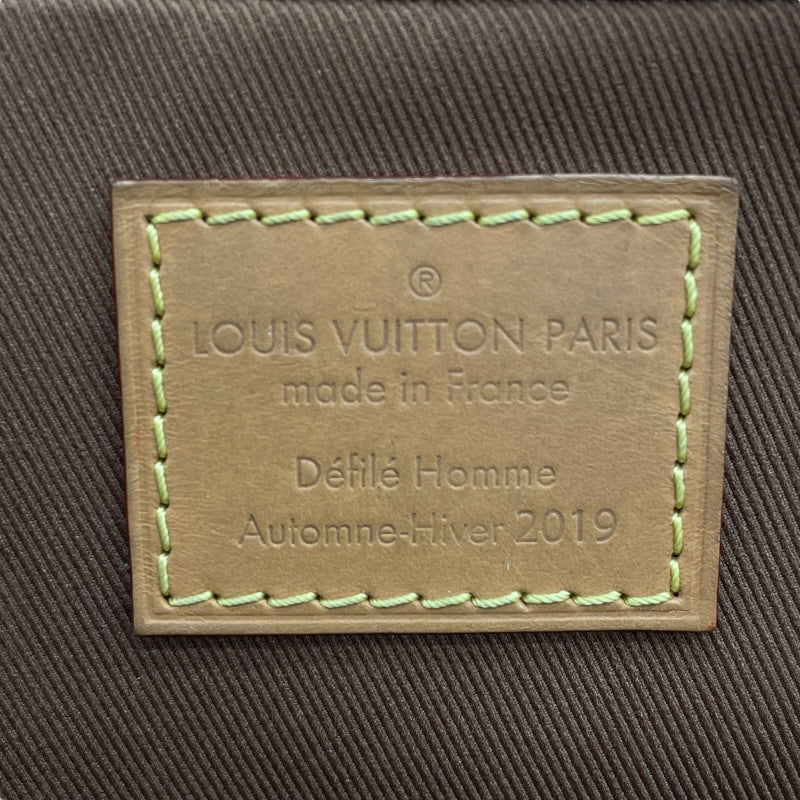 ®
LOUIS VUITTON PARIS
made in France
Défilé Homme
Automne-Hiver 2019